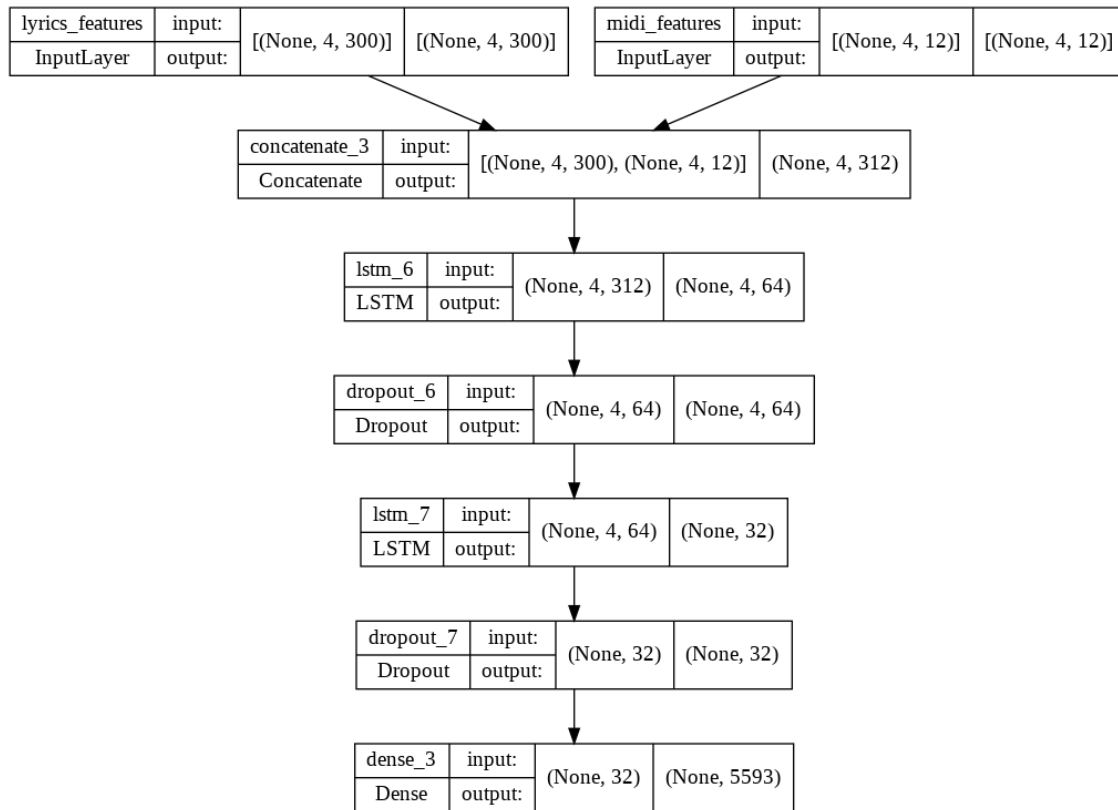 lyrics_features input: [(None, 4, 300)] [(None, 4, 300)]
InputLayer output:
midi_features input: [(None, 4, 12)] [(None, 4, 12)]
InputLayer output:
concatenate_3 input: [(None, 4, 300), (None, 4, 12)] (None, 4, 312)
Concatenate output:
lstm_6 input: (None, 4, 312) (None, 4, 64)
LSTM output:
dropout_6 input: (None, 4, 64) (None, 4, 64)
Dropout output:
lstm_7 input: (None, 4, 64) (None, 32)
LSTM output:
dropout_7 input: (None, 32) (None, 32)
Dropout output:
dense_3 input: (None, 32) (None, 5593)
Dense output: